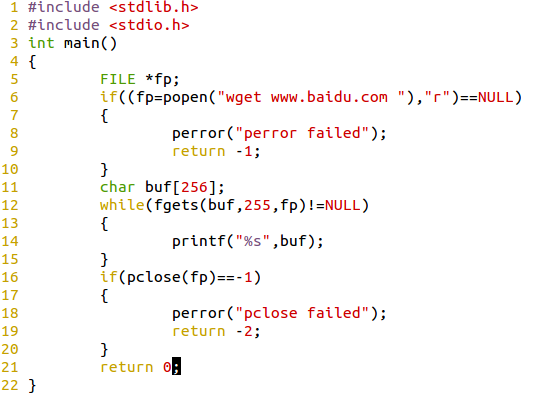 1 #include <stdlib.h>
2 #include <stdio.h>
3 int main()
4 {
5         FILE *fp;
6         if((fp=popen("wget www.baidu.com "),"r")==NULL)
7         {
8                 perror("perror failed");
9                 return -1;
10         }
11         char buf[256];
12         while(fgets(buf,255,fp)!=NULL)
13         {
14                 printf("%s",buf);
15         }
16         if(pclose(fp)==-1)
17         {
18                 perror("pclose failed");
19                 return -2;
20         }
21         return 0;
22 }